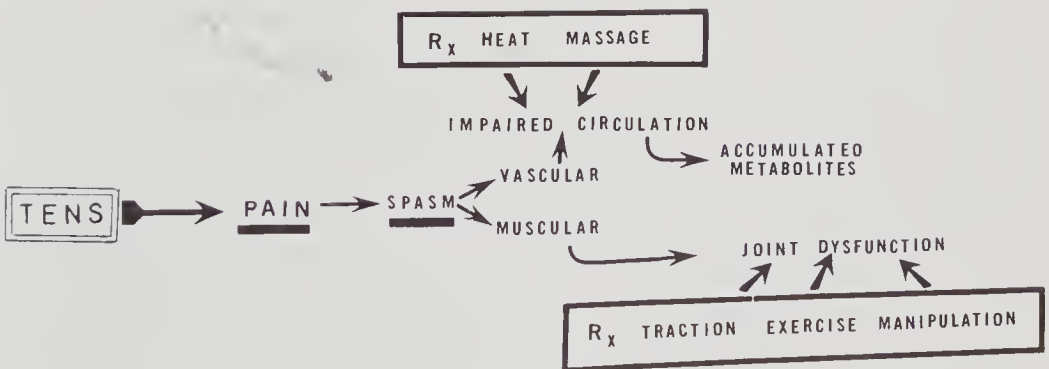 Rx HEAT MASSAGE
IMPAIRED CIRCULATION
ACCUMULATED
METABOLITES
VASCULAR
TENS
PAIN
SPASM
MUSCULAR
JOINT DYSFUNCTION
Rx TRACTION EXERCISE MANIPULATION